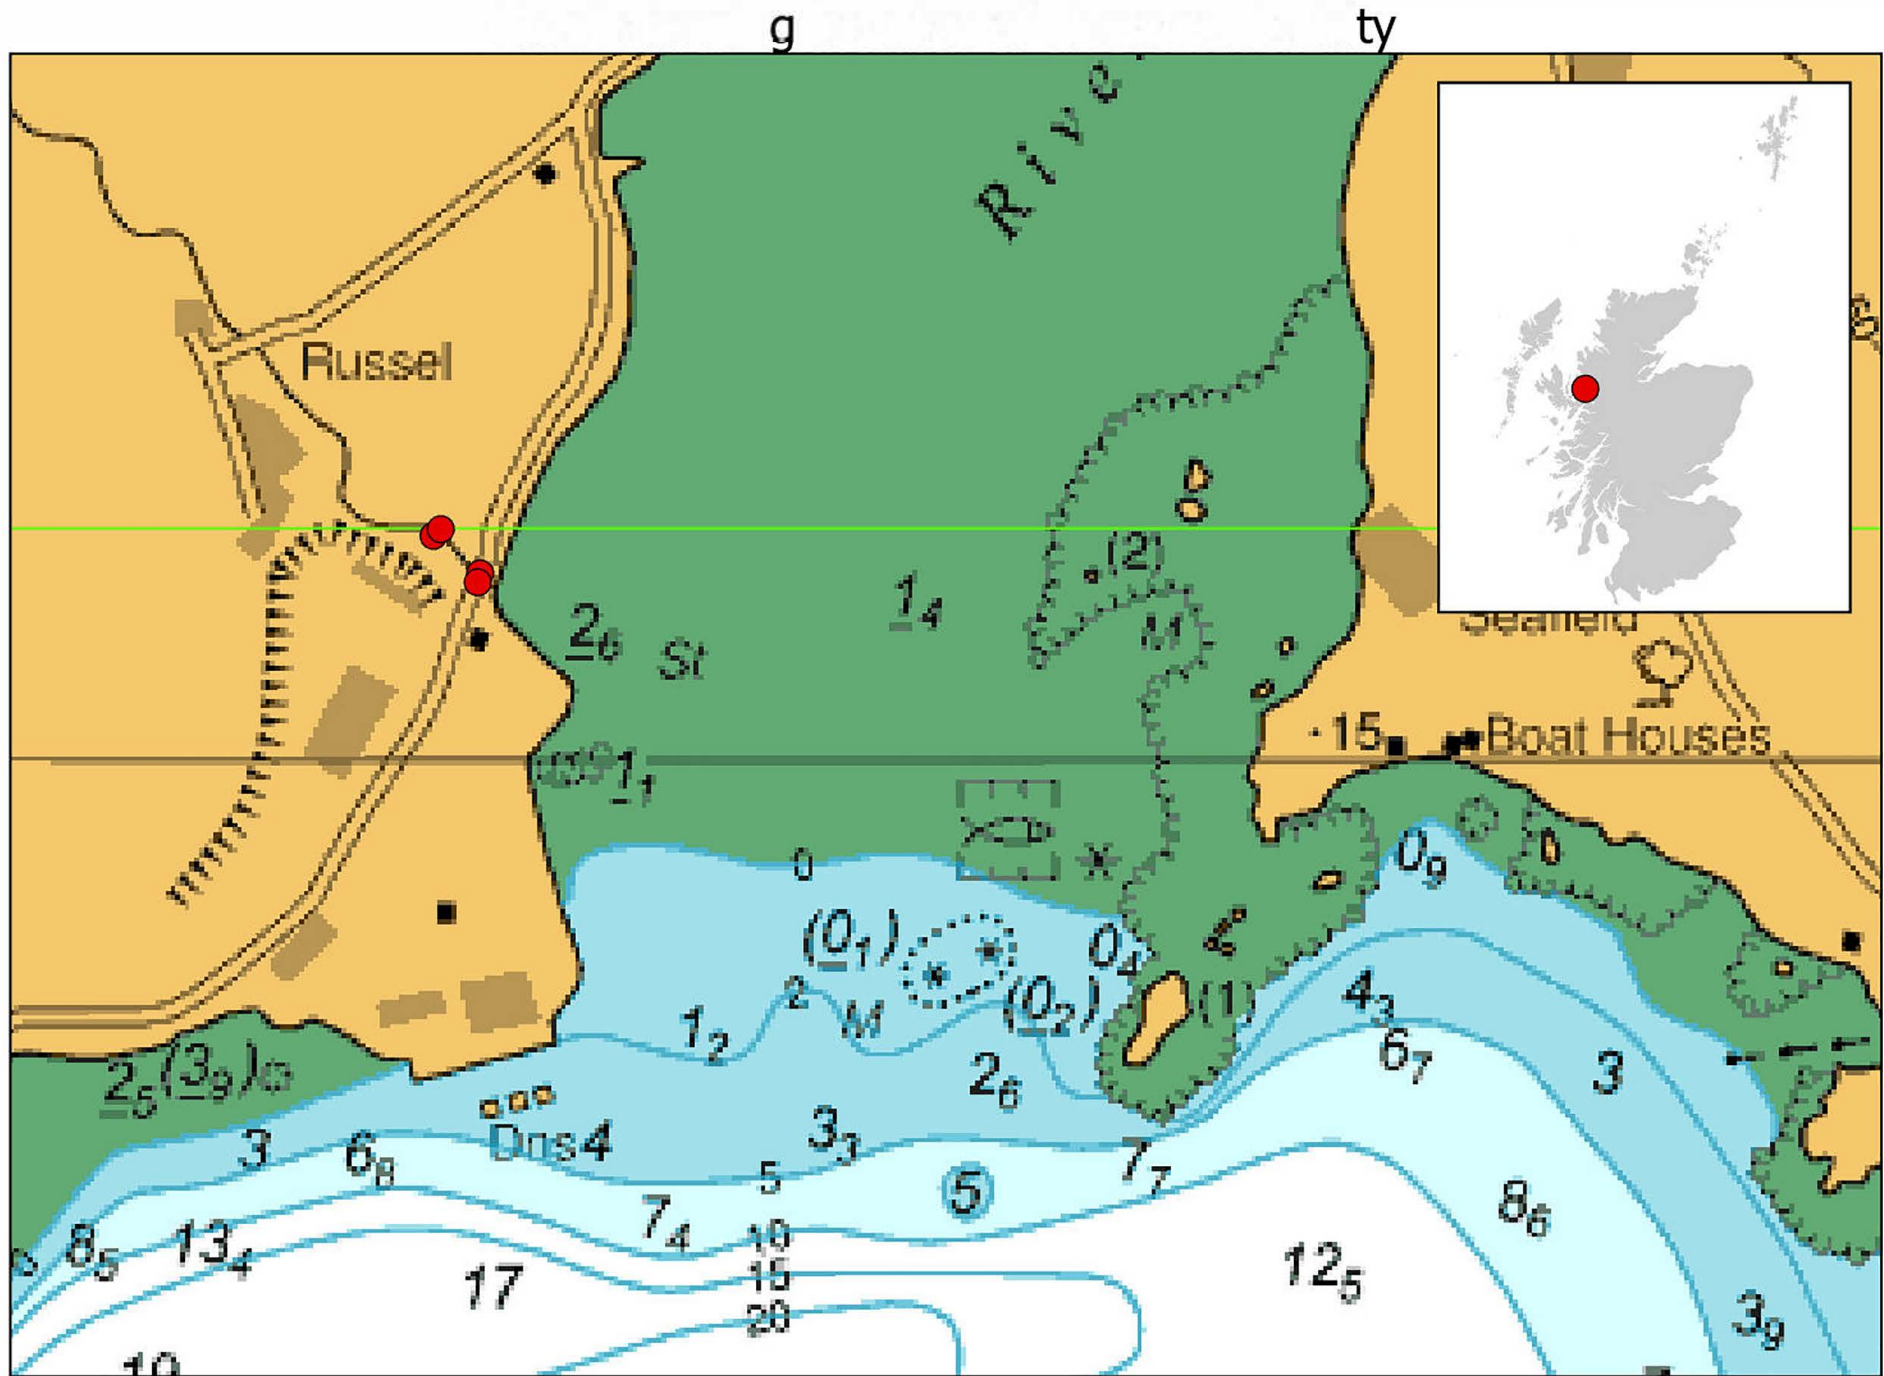 g ty
Rive
Russel
(2)
1₄
2₆ St M
Seafield
·15 Boat Houses
1₁
0
0₉
(0₁) 0₄
2 (0₂) (1) 4₃
1₂ M
6₇
2₅(3₉) 2₆ 3
Dns 4 3₃
3 6₈ 7₇
5 5
8₅ 13₄ 7₄ 10 8₆
17 15 12₅
20 3₉
19